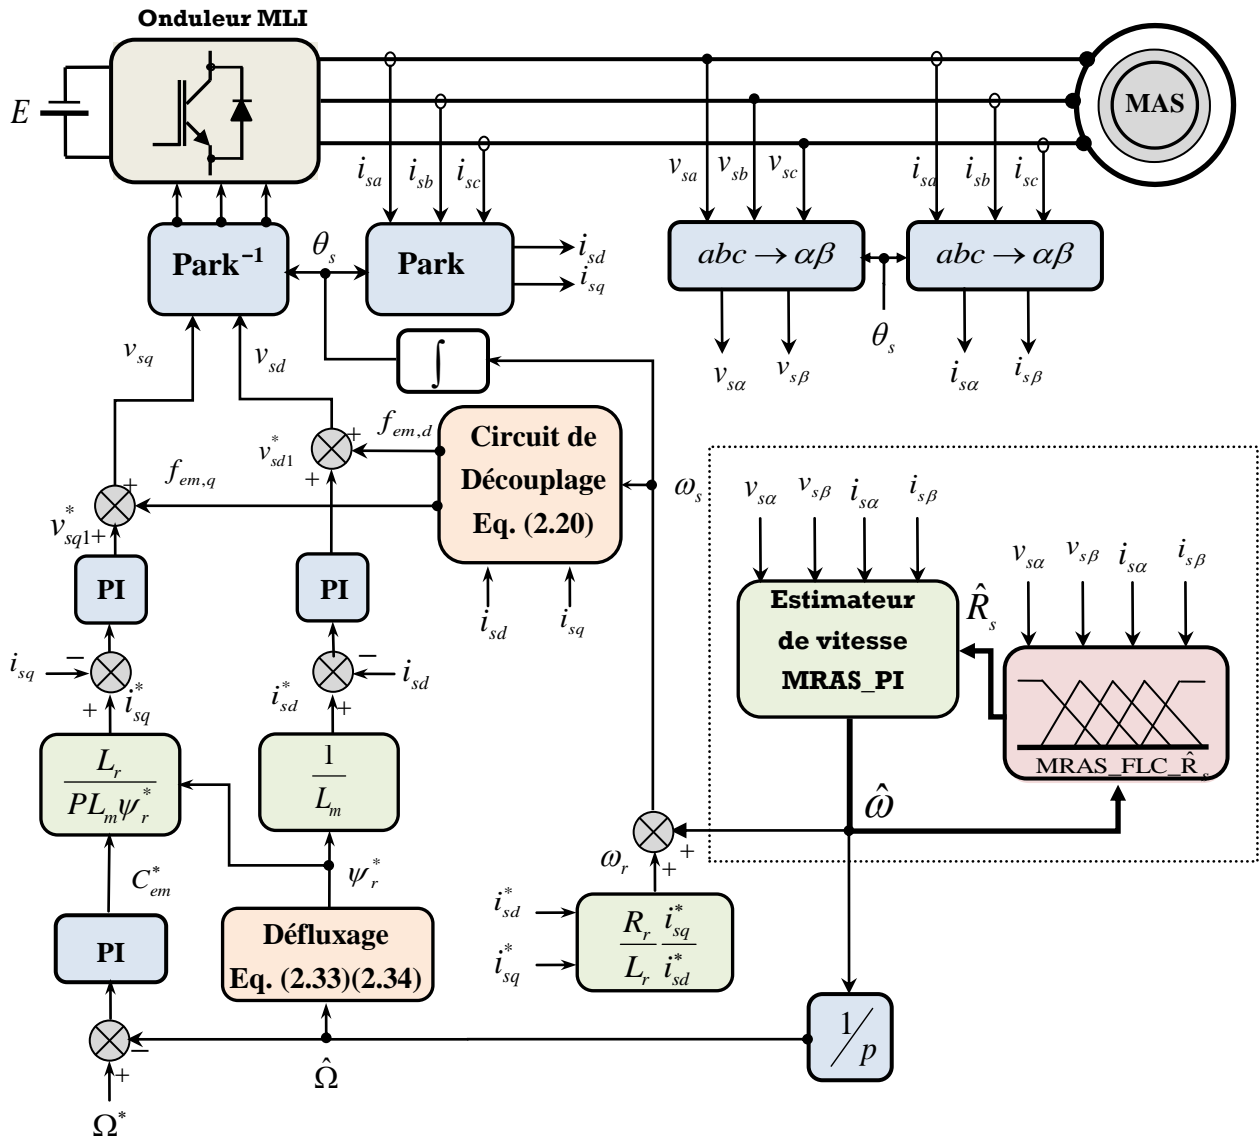 Onduleur MLI
E
MAS
i_sa i_sb i_sc
v_sa v_sb v_sc
i_sa i_sb i_sc
Park⁻¹
θ_s
Park
i_sd
i_sq
abc → αβ
abc → αβ
θ_s
v_sq
v_sd
∫
v_sα
v_sβ
i_sα
i_sβ
f_em,d
v*_sd1
+
+
Circuit de
Découplage
Eq. (2.20)
f_em,q
ω_s
+
v*_sq1
+
v_sα v_sβ i_sα i_sβ
v_sα v_sβ i_sα i_sβ
PI
PI
i_sd
i_sq
Estimateur
de vitesse
MRAS_PI
R̂_s
MRAS_FLC_R̂_s
i_sq
−
+
i*_sq
i*_sd
−
+
i_sd
L_r / PL_mψ*_r
1 / L_m
ω̂
ω_r
+
+
C*_em
ψ*_r
i*_sd
i*_sq
R_r / L_r i*_sq / i*_sd
PI
Défluxage
Eq. (2.33)(2.34)
1/p
−
+
Ω̂
Ω*